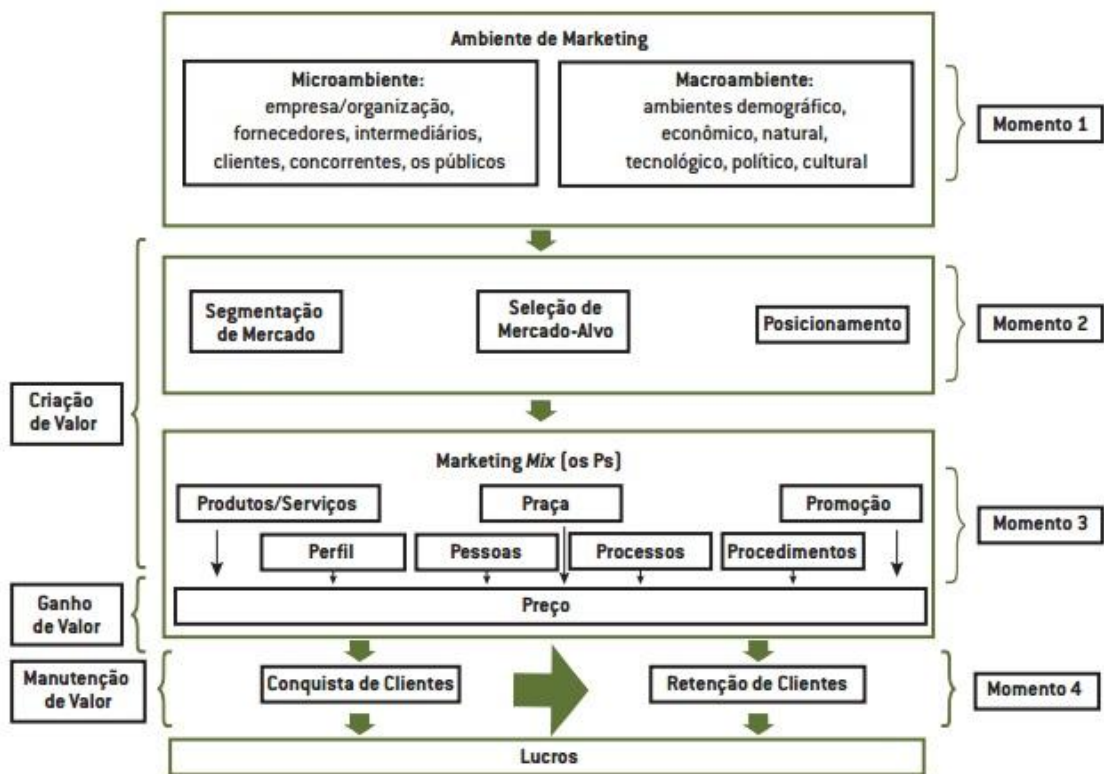 Ambiente de Marketing
Microambiente:
empresa/organização,
fornecedores, intermediários,
clientes, concorrentes, os públicos
Macroambiente:
ambientes demográfico,
econômico, natural,
tecnológico, político, cultural
Momento 1
Segmentação
de Mercado
Seleção de
Mercado-Alvo
Posicionamento
Momento 2
Criação
de Valor
Marketing Mix (os Ps)
Produtos/Serviços
Praça
Promoção
Perfil
Pessoas
Processos
Procedimentos
Momento 3
Preço
Ganho
de Valor
Manutenção
de Valor
Conquista de Clientes
Retenção de Clientes
Momento 4
Lucros